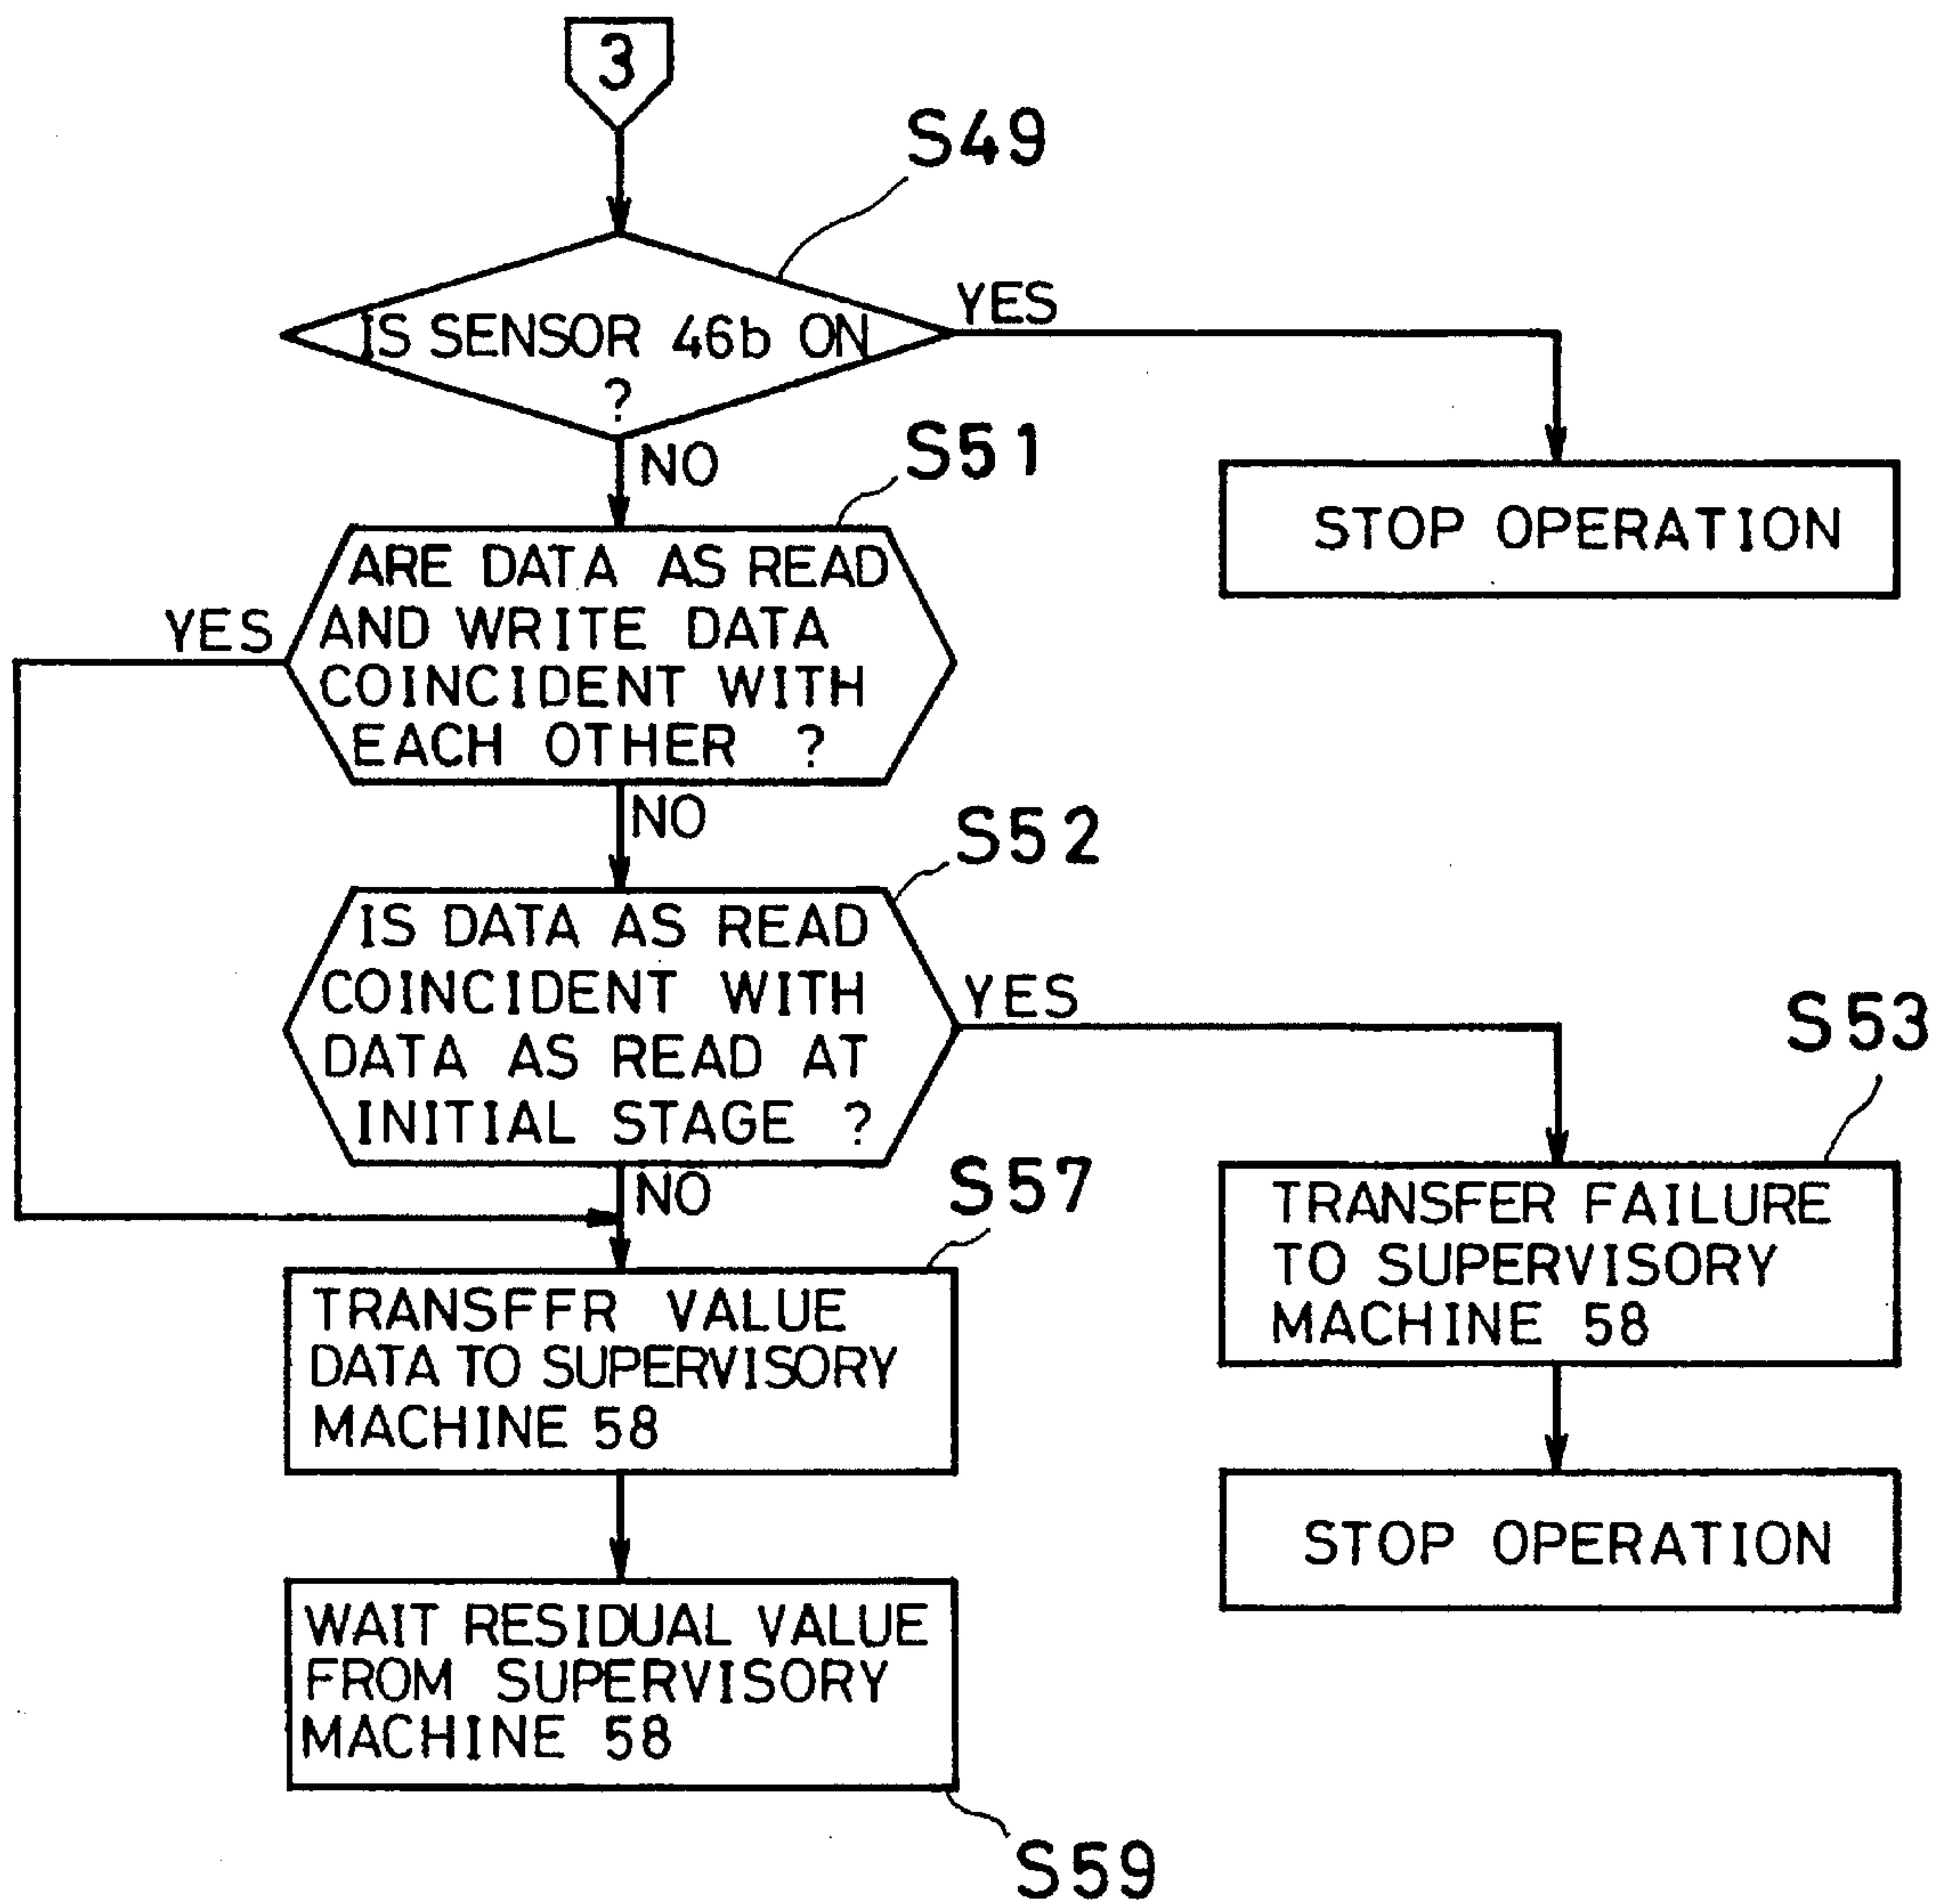 3
S49
IS SENSOR 46b ON
?
YES
NO
S51
STOP OPERATION
ARE DATA AS READ
AND WRITE DATA
COINCIDENT WITH
EACH OTHER ?
YES
NO
S52
IS DATA AS READ
COINCIDENT WITH
DATA AS READ AT
INITIAL STAGE ?
YES
S53
NO
S57
TRANSFER FAILURE
TO SUPERVISORY
MACHINE 58
TRANSFFR VALUE
DATA TO SUPERVISORY
MACHINE 58
STOP OPERATION
WAIT RESIDUAL VALUE
FROM SUPERVISORY
MACHINE 58
S59